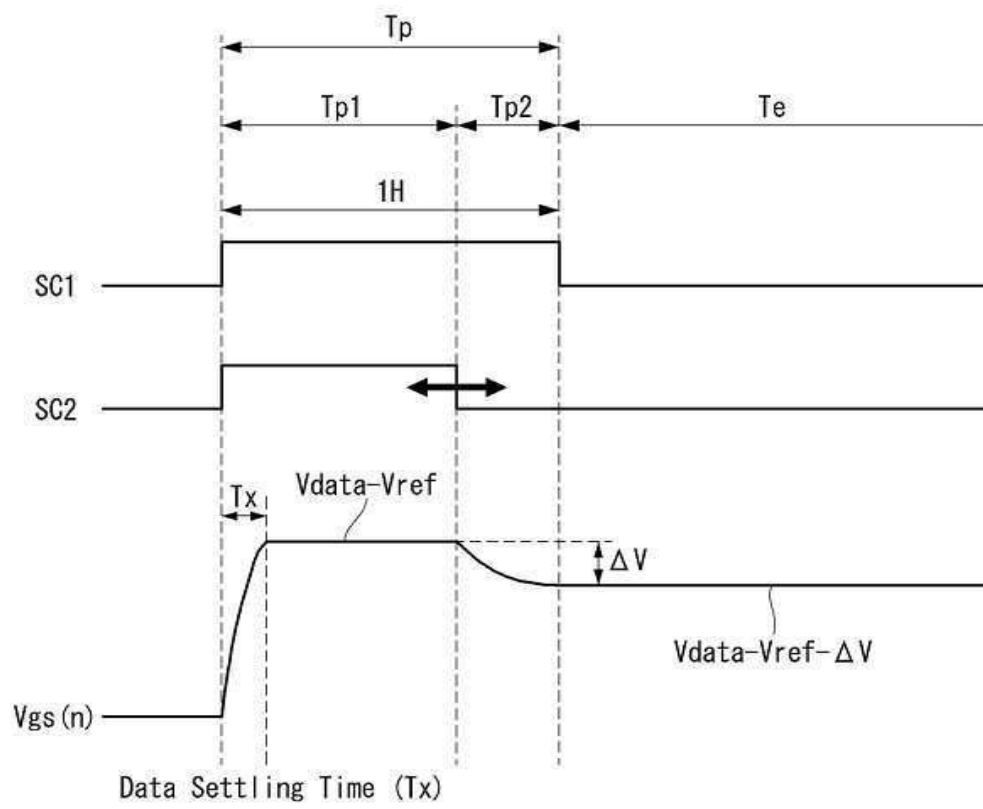 Tp
Tp1 Tp2 Te
1H
SC1
SC2
Tx Vdata-Vref
ΔV
Vdata-Vref-ΔV
Vgs(n)
Data Settling Time (Tx)